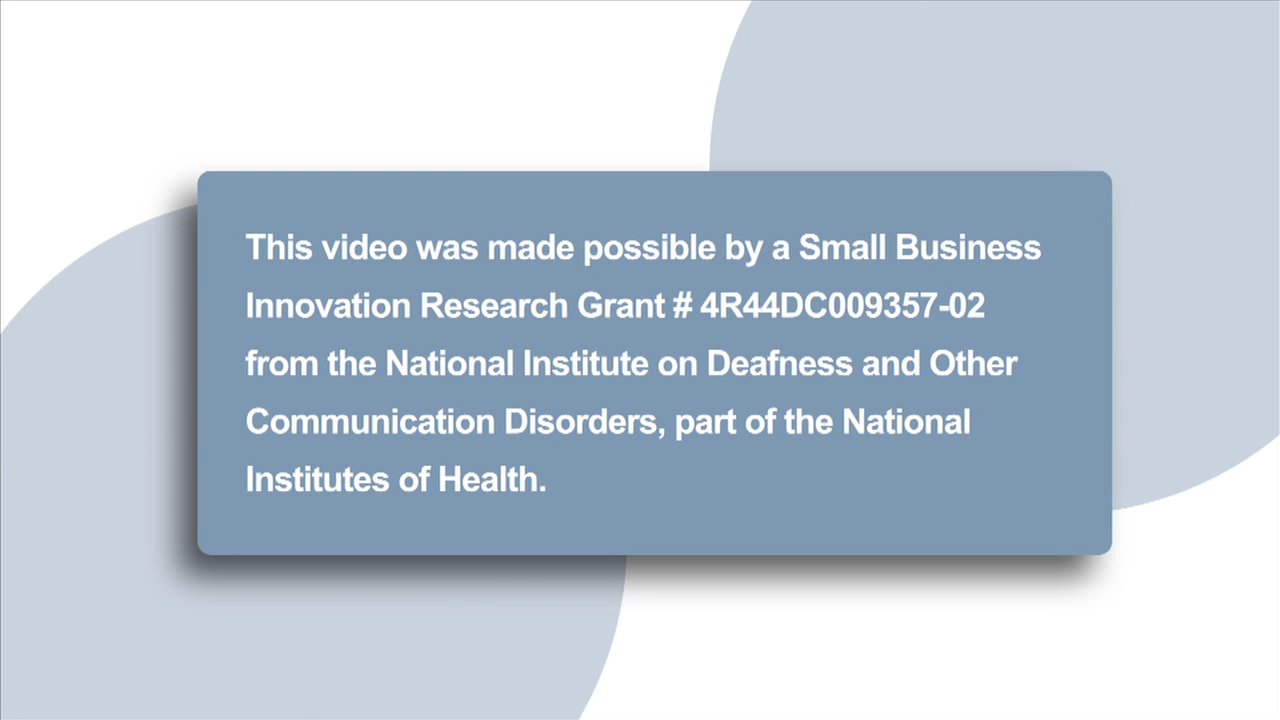 This video was made possible by a Small Business
Innovation Research Grant # 4R44DC009357-02
from the National Institute on Deafness and Other
Communication Disorders, part of the National
Institutes of Health.